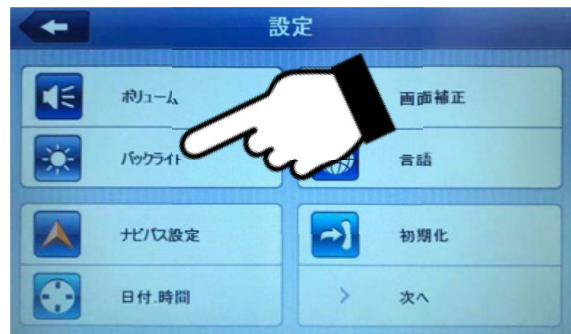 設定
ボリューム
画面補正
バックライト
言語
ナビパス設定
初期化
日付.時間
次へ